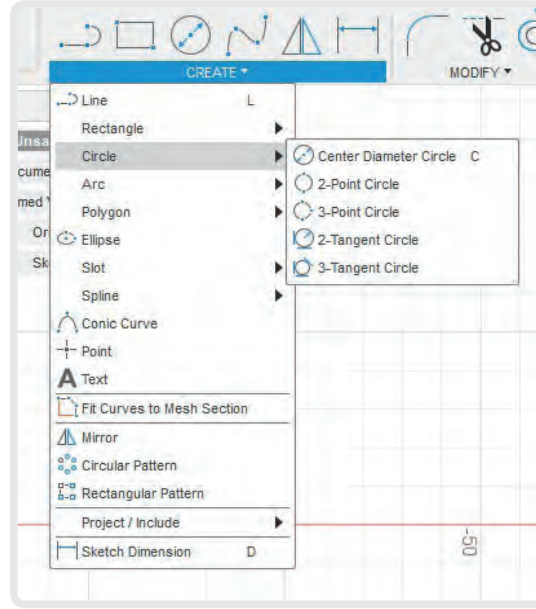 CREATE ▾
MODIFY ▾
Line L
Rectangle
Circle
Arc
Polygon
Ellipse
Slot
Spline
Conic Curve
Point
A Text
Fit Curves to Mesh Section
Mirror
Circular Pattern
Rectangular Pattern
Project / Include
Sketch Dimension D
Center Diameter Circle C
2-Point Circle
3-Point Circle
2-Tangent Circle
3-Tangent Circle
Unsa
cume
med V
Or
Sk
-50